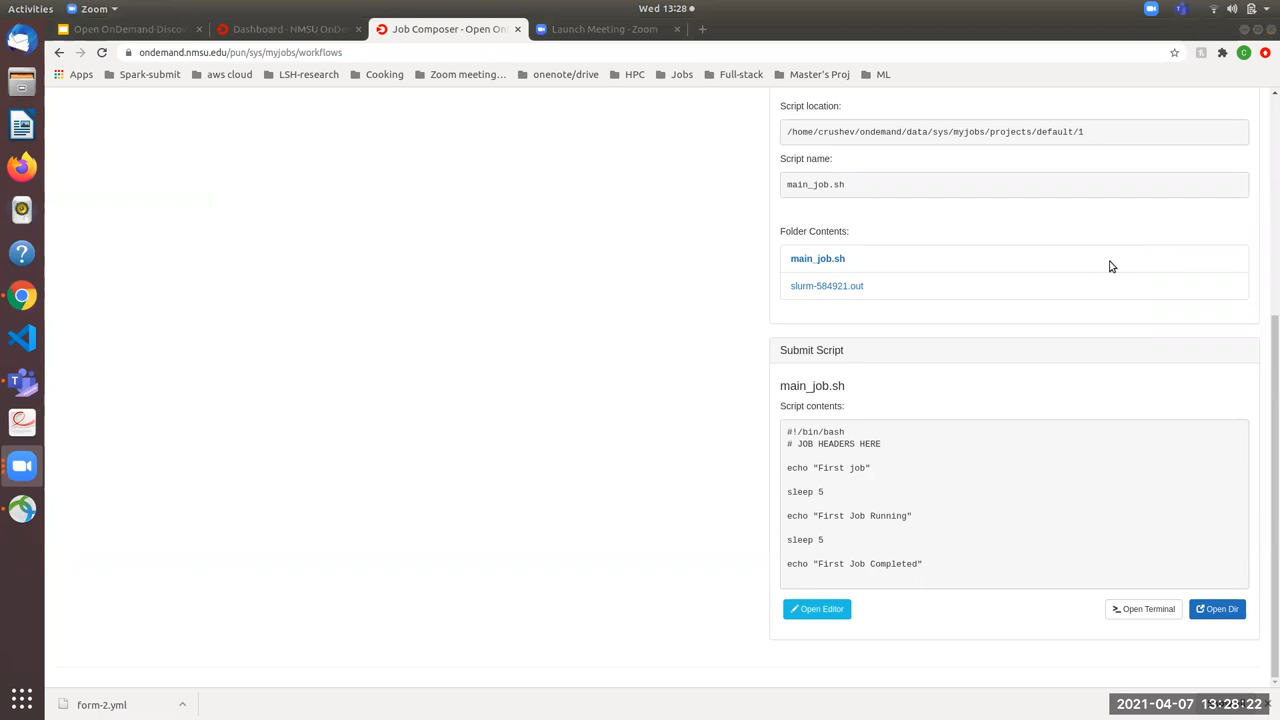 Activities
Zoom
Wed 13:28
Open OnDemand-Disco
Dashboard - NMSU OnDe
Job Composer - Open On
Launch Meeting - Zoom
ondemand.nmsu.edu/pun/sys/myjobs/workflows
C
Apps
Spark-submit
aws cloud
LSH-research
Cooking
Zoom meeting…
onenote/drive
HPC
Jobs
Full-stack
Master's Proj
ML
Script location:
/home/crushev/ondemand/data/sys/myjobs/projects/default/1
Script name:
main_job.sh
Folder Contents:
main_job.sh
slurm-584921.out
Submit Script
main_job.sh
Script contents:
#!/bin/bash
# JOB HEADERS HERE
echo "First job"
sleep 5
echo "First Job Running"
sleep 5
echo "First Job Completed"
Open Editor
Open Terminal
Open Dir
form-2.yml
2021-04-07 13:28:22